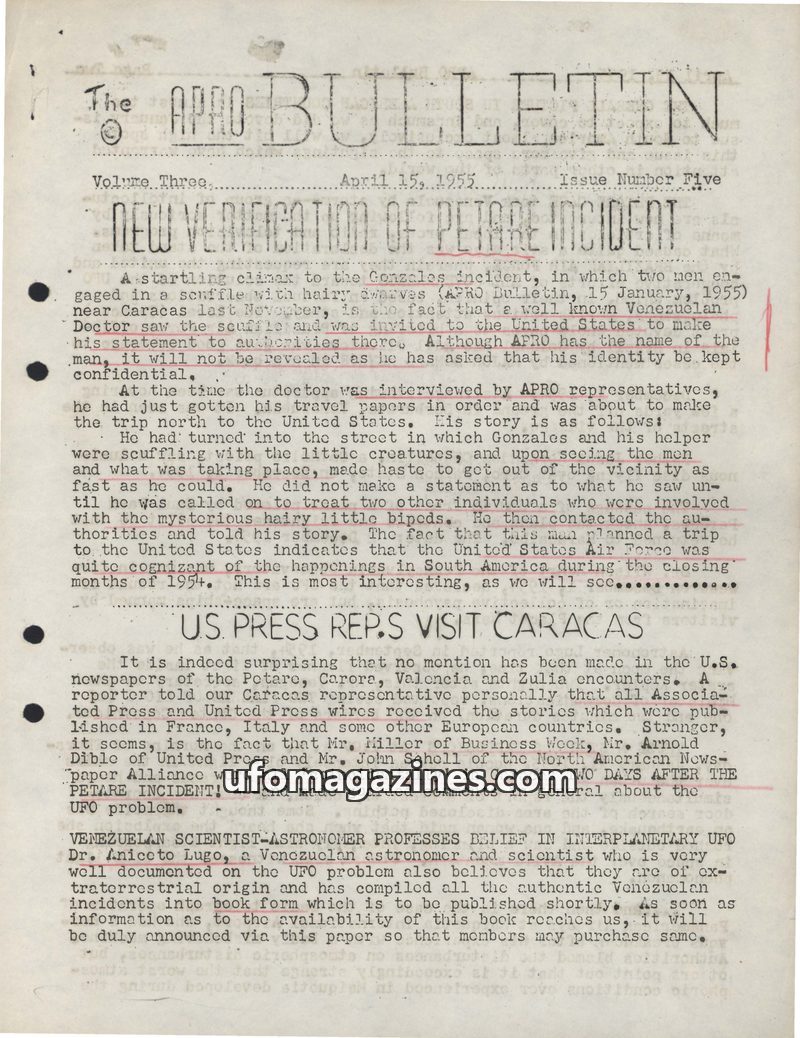 The APRO BULLETIN
©
Volume Three. April 15, 1955 Issue Number Five
NEW VERIFICATION OF PETARE INCIDENT
A startling climax to the Gonzales incident, in which two men en-
gaged in a scuffle with hairy dwarves (APRO Bulletin, 15 January, 1955)
near Caracas last November, is the fact that a well known Venezuelan
Doctor saw the scuffle and was invited to the United States to make
his statement to authorities there. Although APRO has the name of the
man, it will not be revealed as he has asked that his identity be kept
confidential.
At the time the doctor was interviewed by APRO representatives,
he had just gotten his travel papers in order and was about to make
the trip north to the United States. His story is as follows:
He had turned into the street in which Gonzales and his helper
were scuffling with the little creatures, and upon seeing the men
and what was taking place, made haste to get out of the vicinity as
fast as he could. He did not make a statement as to what he saw un-
til he was called on to treat two other individuals who were involved
with the mysterious hairy little bipeds. He then contacted the au-
thorities and told his story. The fact that this man planned a trip
to the United States indicates that the United States Air Force was
quite cognizant of the happenings in South America during the closing
months of 1954. This is most interesting, as we will see.............
U.S. PRESS REP.S VISIT CARACAS
It is indeed surprising that no mention has been made in the U.S.
newspapers of the Petare, Carora, Valencia and Zulia encounters. A
reporter told our Caracas representative personally that all Associa-
ted Press and United Press wires received the stories which were pub-
lished in France, Italy and some other European countries. Stranger,
it seems, is the fact that Mr. Miller of Business Week, Mr. Arnold
Dible of United Press and Mr. John Schell of the North American News-
paper Alliance TWO DAYS AFTER THE
PETARE INCIDENT! and made comments in general about the
UFO problem.
ufomagazines.com
VENEZUELAN SCIENTIST-ASTRONOMER PROFESSES BELIEF IN INTERPLANETARY UFO
Dr. Aniceto Lugo, a Venezuelan astronomer and scientist who is very
well documented on the UFO problem also believes that they are of ex-
traterrestrial origin and has compiled all the authentic Venezuelan
incidents into book form which is to be published shortly. As soon as
information as to the availability of this book reaches us, it will
be duly announced via this paper so that members may purchase same.